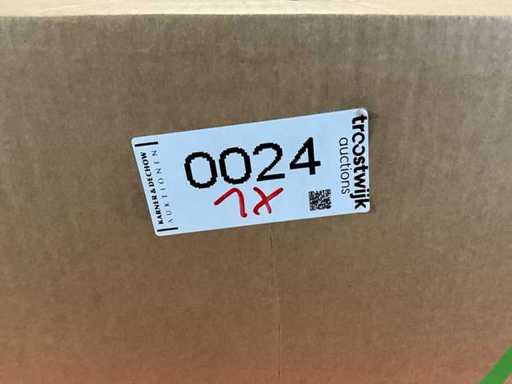 KARNER & DECHOW
AUKTIONEN
0024
1x
troostwijk
auctions